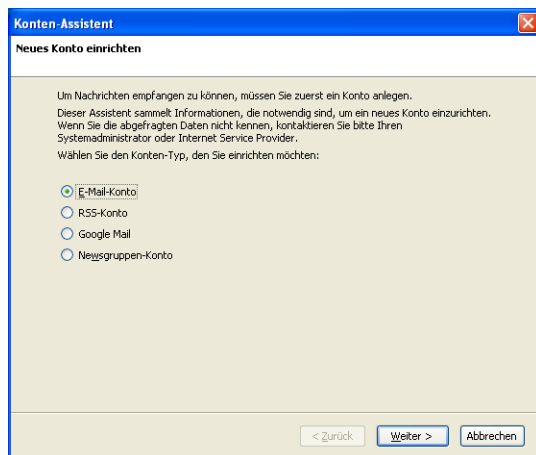 Konten-Assistent
Neues Konto einrichten
Um Nachrichten empfangen zu können, müssen Sie zuerst ein Konto anlegen.
Dieser Assistent sammelt Informationen, die notwendig sind, um ein neues Konto einzurichten.
Wenn Sie die abgefragten Daten nicht kennen, kontaktieren Sie bitte Ihren
Systemadministrator oder Internet Service Provider.
Wählen Sie den Konten-Typ, den Sie einrichten möchten:
E-Mail-Konto
RSS-Konto
Google Mail
Newsgruppen-Konto
< Zurück
Weiter >
Abbrechen